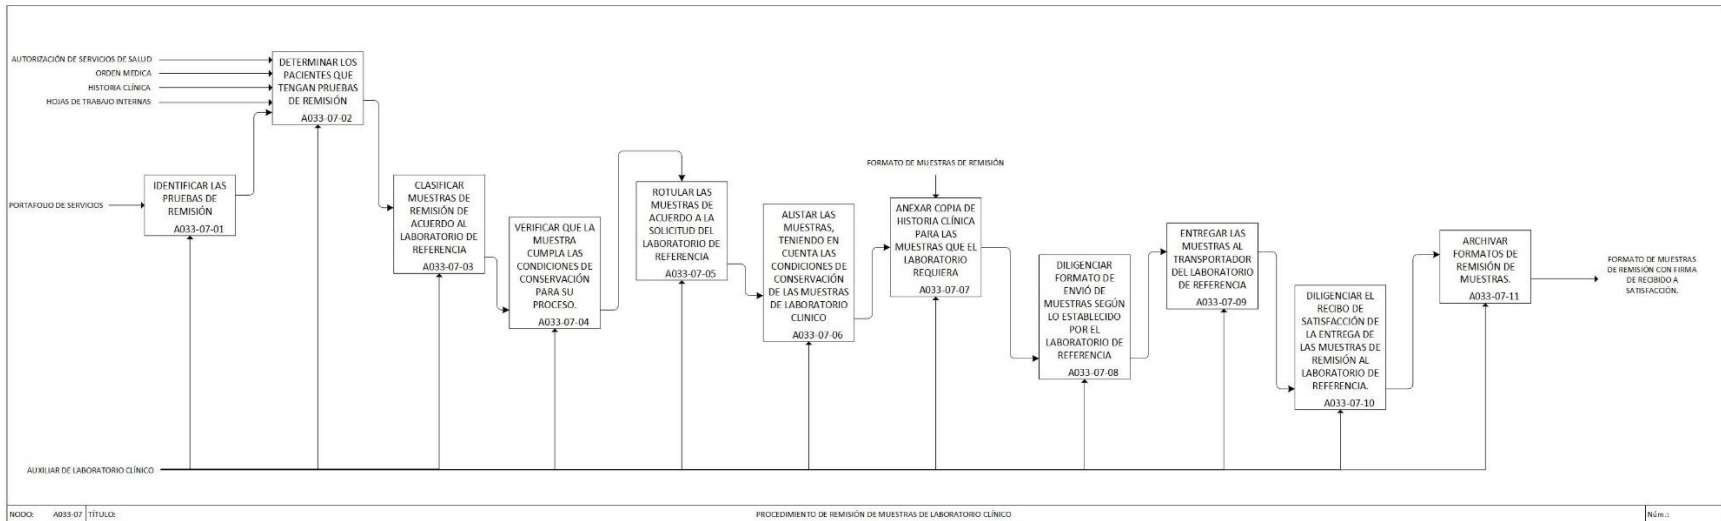 AUTORIZACIÓN DE SERVICIOS DE SALUD
ORDEN MEDICA
HISTORIA CLÍNICA
HOJAS DE TRABAJO INTERNAS
PORTAFOLIO DE SERVICIOS
IDENTIFICAR LAS
PRUEBAS DE
REMISIÓN
A033-07-01
DETERMINAR LOS
PACIENTES QUE
TENGAN PRUEBAS
DE REMISIÓN
A033-07-02
CLASIFICAR
MUESTRAS DE
REMISIÓN DE
ACUERDO AL
LABORATORIO DE
REFERENCIA
A033-07-03
VERIFICAR QUE LA
MUESTRA
CUMPLA LAS
CONDICIONES DE
CONSERVACIÓN
PARA SU
PROCESO.
A033-07-04
ROTULAR LAS
MUESTRAS DE
ACUERDO A LA
SOLICITUD DEL
LABORATORIO DE
REFERENCIA
A033-07-05
ALISTAR LAS
MUESTRAS,
TENIENDO EN
CUENTA LAS
CONDICIONES DE
CONSERVACIÓN
DE LAS MUESTRAS
DE LABORATORIO
CLINICO
A033-07-06
FORMATO DE MUESTRAS DE REMISIÓN
ANEXAR COPIA DE
HISTORIA CLÍNICA
PARA LAS
MUESTRAS QUE EL
LABORATORIO
REQUIERA
A033-07-07
DILIGENCIAR
FORMATO DE
ENVIÓ DE
MUESTRAS SEGÚN
LO ESTABLECIDO
POR EL
LABORATORIO DE
REFERENCIA
A033-07-08
ENTREGAR LAS
MUESTRAS AL
TRANSPORTADOR
DEL LABORATORIO
DE REFERENCIA
A033-07-09
DILIGENCIAR EL
RECIBO DE
SATISFACCIÓN DE
LA ENTREGA DE
LAS MUESTRAS DE
REMISIÓN AL
LABORATORIO DE
REFERENCIA.
A033-07-10
ARCHIVAR
FORMATOS DE
REMISIÓN DE
MUESTRAS.
A033-07-11
FORMATO DE MUESTRAS
DE REMISIÓN CON FIRMA
DE RECIBIDO A
SATISFACCIÓN.
AUXILIAR DE LABORATORIO CLÍNICO
NODO: A033-07 TÍTULO: PROCEDIMIENTO DE REMISIÓN DE MUESTRAS DE LABORATORIO CLÍNICO Núm.: